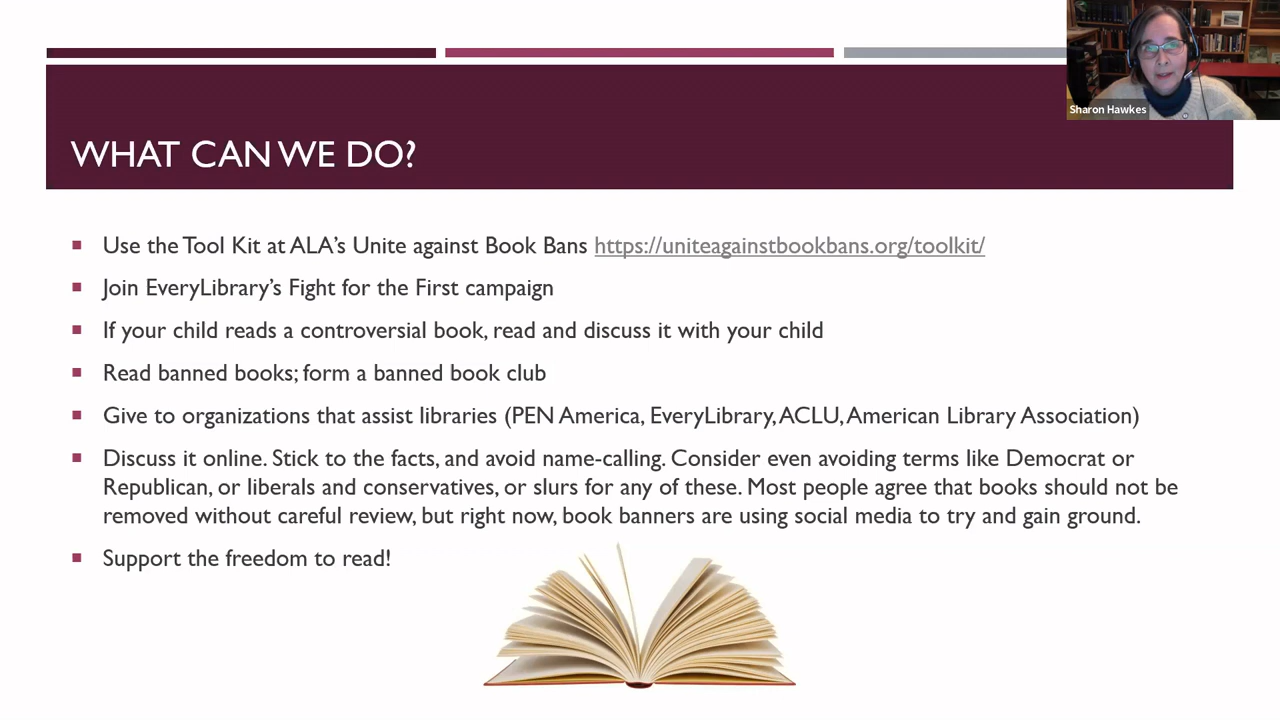 Sharon Hawkes
WHAT CAN WE DO?
Use the Tool Kit at ALA's Unite against Book Bans https://uniteagainstbookbans.org/toolkit/
Join EveryLibrary's Fight for the First campaign
If your child reads a controversial book, read and discuss it with your child
Read banned books; form a banned book club
Give to organizations that assist libraries (PEN America, EveryLibrary, ACLU, American Library Association)
Discuss it online. Stick to the facts, and avoid name-calling. Consider even avoiding terms like Democrat or
Republican, or liberals and conservatives, or slurs for any of these. Most people agree that books should not be
removed without careful review, but right now, book banners are using social media to try and gain ground.
Support the freedom to read!